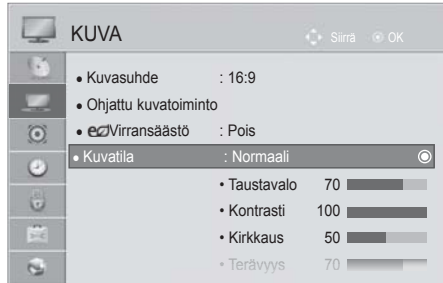 KUVA
Siirrä OK
• Kuvasuhde : 16:9
• Ohjattu kuvatoiminto
• eco Virransäästö : Pois
• Kuvatila : Normaali
• Taustavalo 70
• Kontrasti 100
• Kirkkaus 50
• Terävyys 70